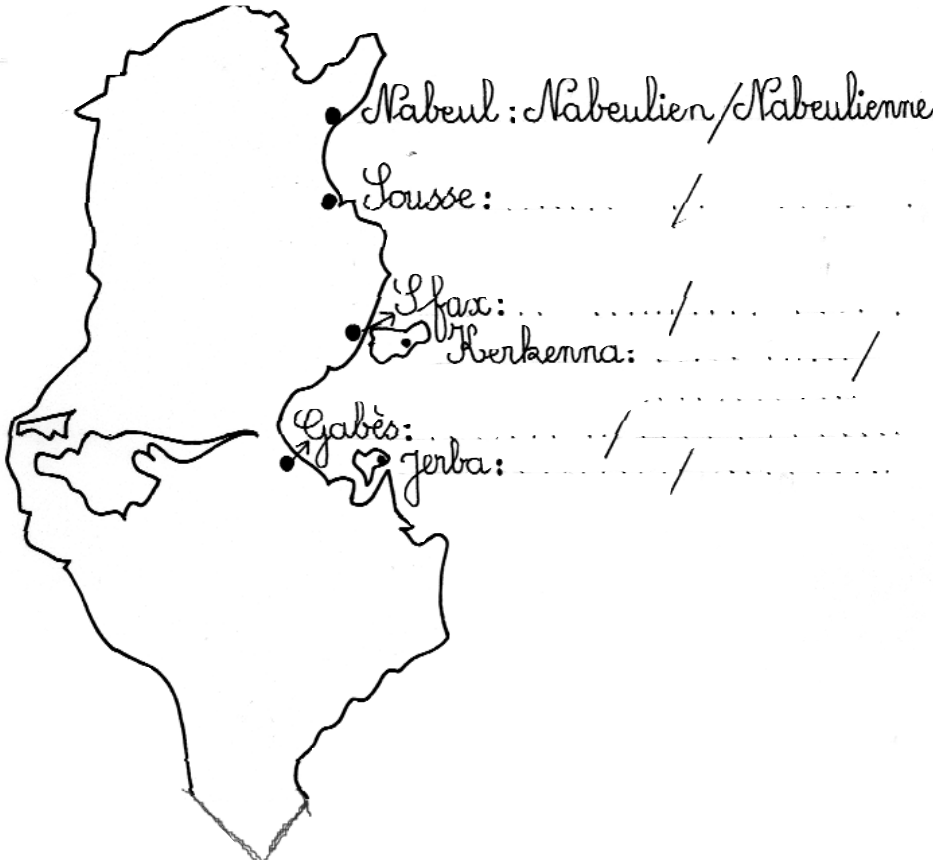 Nabeul : Nabeulien / Nabeulienne
Sousse : ...... / ..............
Sfax : .. ...... / ..............
Kerkenna : .............. /
..............
Gabès : .............. / ..............
Jerba : .............. / ..............